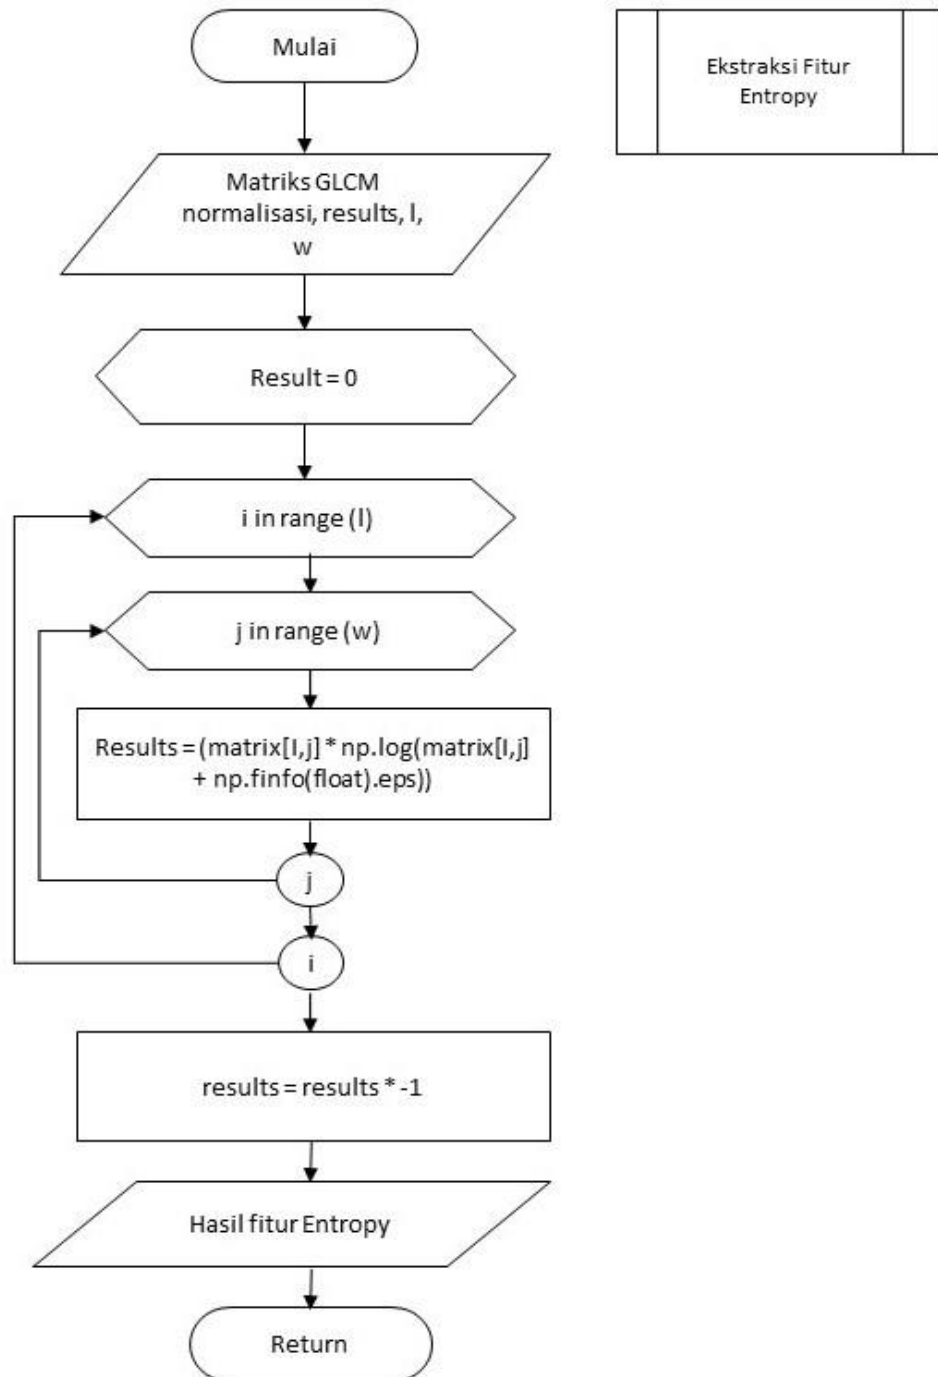 Mulai
Ekstraksi Fitur
Entropy
Matriks GLCM
normalisasi, results, l,
w
Result = 0
i in range (l)
j in range (w)
Results = (matrix[I,j] * np.log(matrix[I,j]
+ np.finfo(float).eps))
j
i
results = results * -1
Hasil fitur Entropy
Return